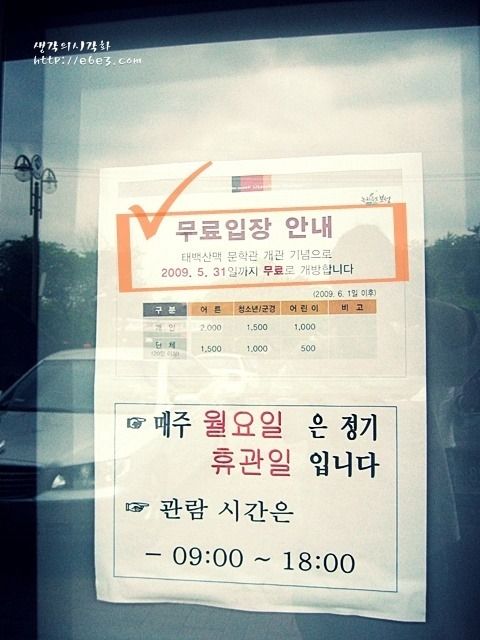 생각의시각화
http://e6e3.com
무료입장 안내
태백산맥 문학관 개관 기념으로
2009. 5. 31일까지 무료로 개방합니다
(2009. 6. 1일 이후)
구 분 어 른 청소년/군경 어 린 이 비 고
개 인 2,000 1,500 1,000
단 체 1,500 1,000 500
(20인 이상)
☞ 매주 월요일 은 정기
휴관일 입니다
☞ 관람 시간은
- 09:00 ~ 18:00